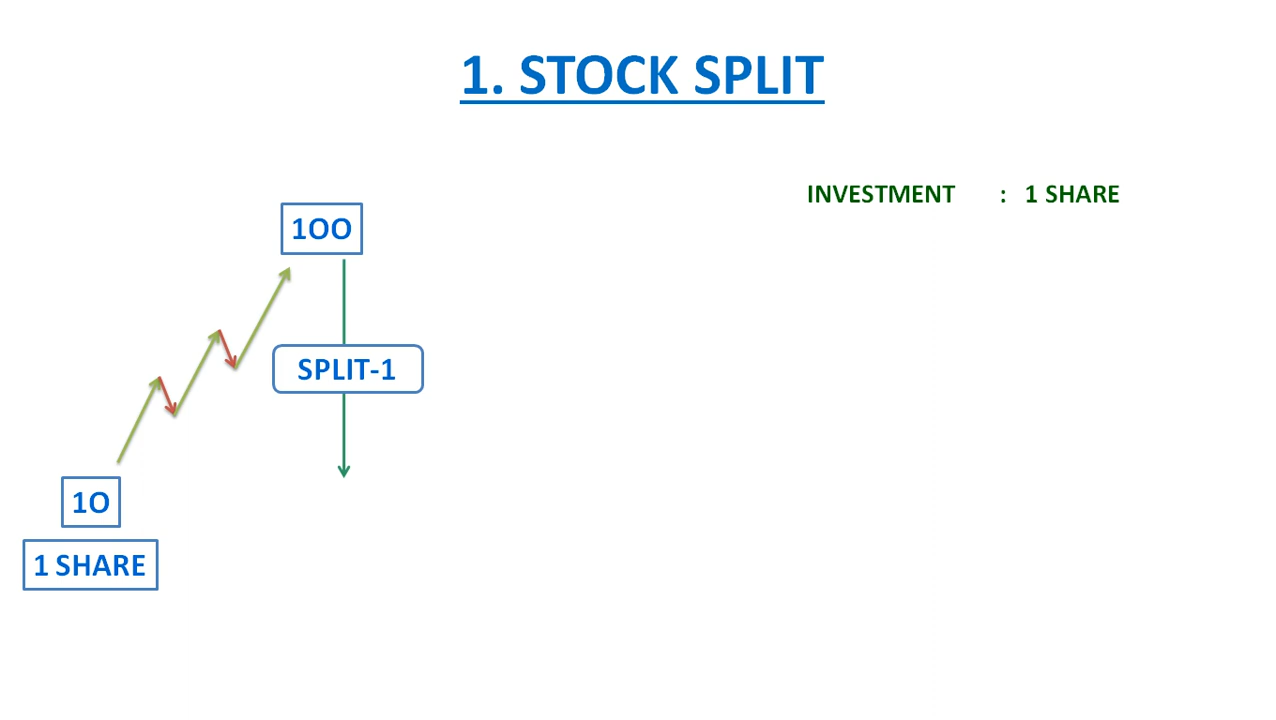 1. STOCK SPLIT
INVESTMENT : 1 SHARE
1OO
SPLIT-1
1O
1 SHARE